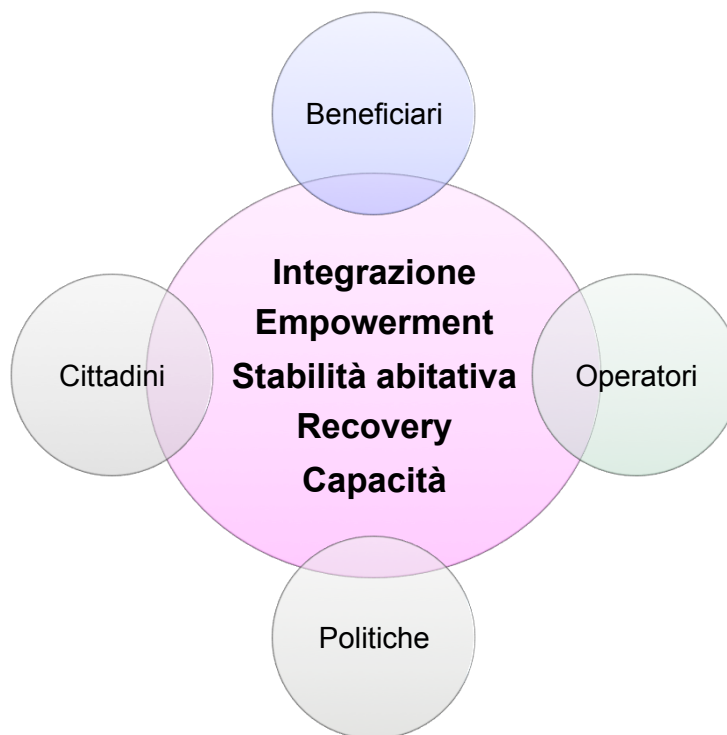 Beneficiari
Integrazione
Empowerment
Cittadini
Stabilità abitativa
Operatori
Recovery
Capacità
Politiche